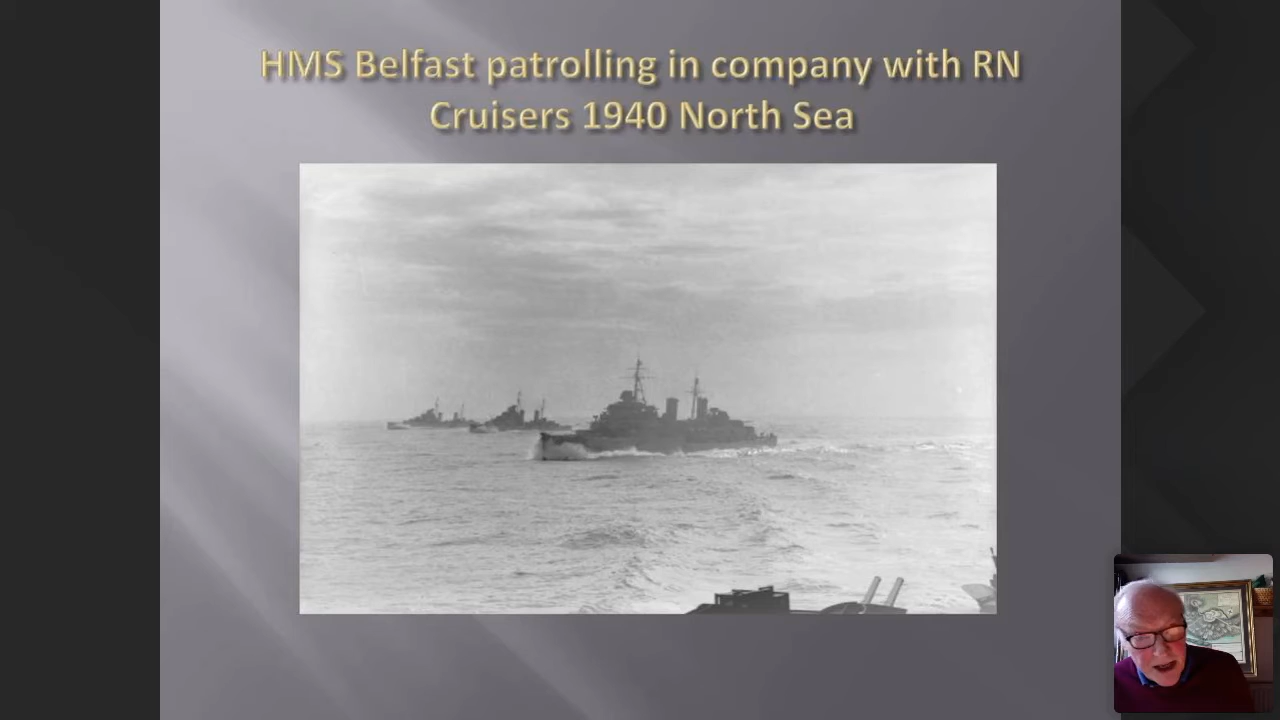 HMS Belfast patrolling in company with RN
Cruisers 1940 North Sea